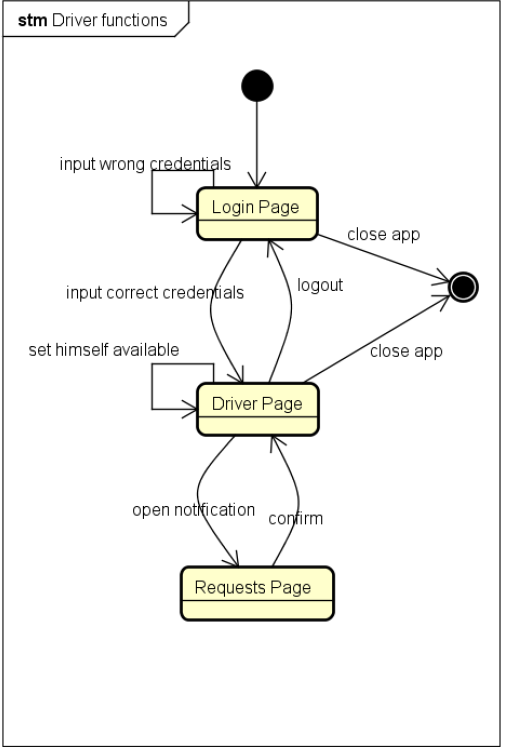 stm Driver functions
input wrong credentials
Login Page
close app
input correct credentials
logout
set himself available
close app
Driver Page
open notification
confirm
Requests Page